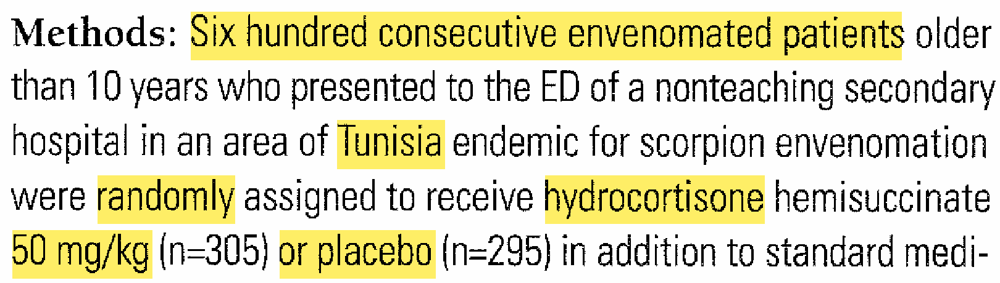 Methods: Six hundred consecutive envenomated patients older
than 10 years who presented to the ED of a nonteaching secondary
hospital in an area of Tunisia endemic for scorpion envenomation
were randomly assigned to receive hydrocortisone hemisuccinate
50 mg/kg (n=305) or placebo (n=295) in addition to standard medi-